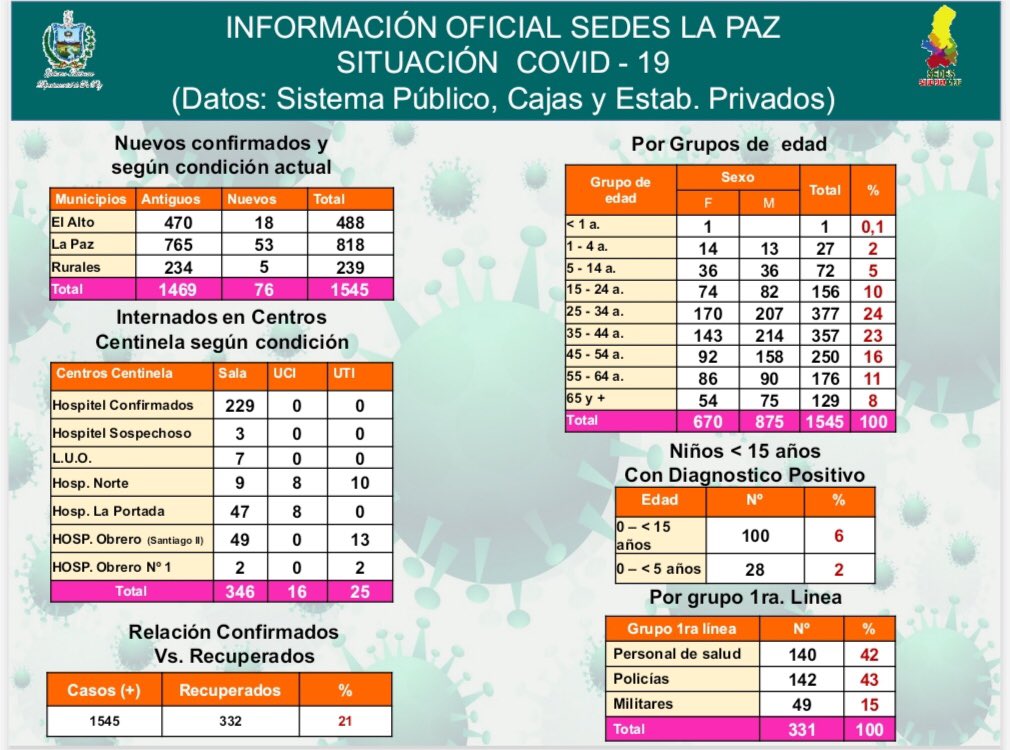 INFORMACIÓN OFICIAL SEDES LA PAZ
SITUACIÓN COVID - 19
(Datos: Sistema Público, Cajas y Estab. Privados)
Nuevos confirmados y
según condición actual
Municipios Antiguos Nuevos Total
El Alto 470 18 488
La Paz 765 53 818
Rurales 234 5 239
Total 1469 76 1545
Internados en Centros
Centinela según condición
Centros Centinela Sala UCI UTI
Hospitel Confirmados 229 0 0
Hospitel Sospechoso 3 0 0
L.U.O. 7 0 0
Hosp. Norte 9 8 10
Hosp. La Portada 47 8 0
HOSP. Obrero (Santiago II) 49 0 13
HOSP. Obrero Nº 1 2 0 2
Total 346 16 25
Relación Confirmados
Vs. Recuperados
Casos (+) Recuperados %
1545 332 21
Por Grupos de edad
Grupo de edad Sexo Total %
F M
< 1 a. 1 1 0,1
1 - 4 a. 14 13 27 2
5 - 14 a. 36 36 72 5
15 - 24 a. 74 82 156 10
25 - 34 a. 170 207 377 24
35 - 44 a. 143 214 357 23
45 - 54 a. 92 158 250 16
55 - 64 a. 86 90 176 11
65 y + 54 75 129 8
Total 670 875 1545 100
Niños < 15 años
Con Diagnostico Positivo
Edad Nº %
0 – < 15 años 100 6
0 – < 5 años 28 2
Por grupo 1ra. Linea
Grupo 1ra línea Nº %
Personal de salud 140 42
Policías 142 43
Militares 49 15
Total 331 100
SEDES